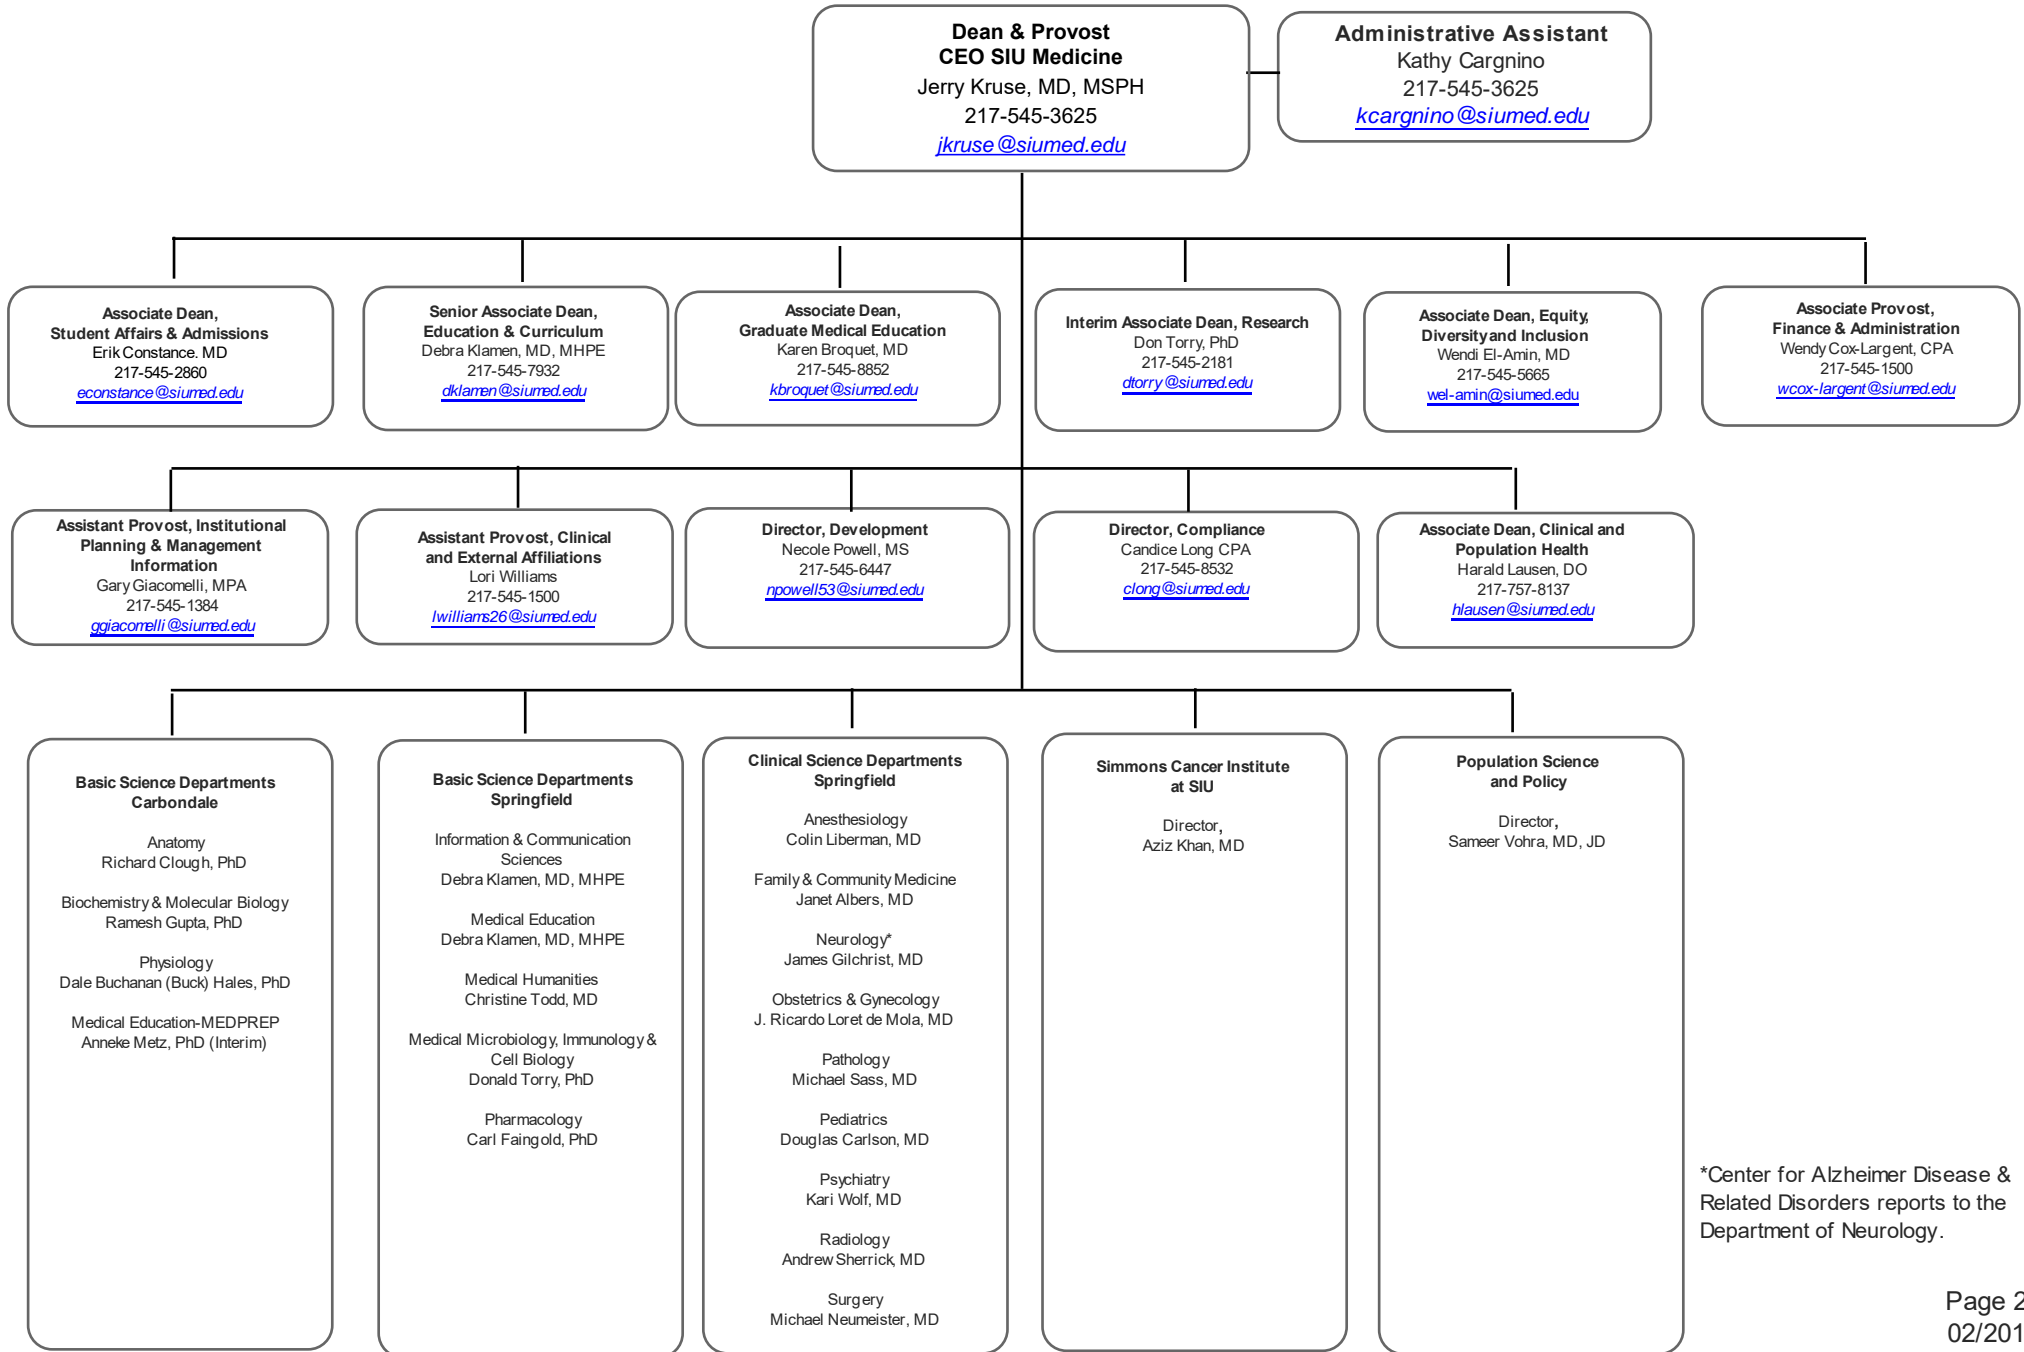 Dean & Provost
CEO SIU Medicine
Jerry Kruse, MD, MSPH
217-545-3625
jkruse@siumed.edu
Administrative Assistant
Kathy Cargnino
217-545-3625
kcargnino@siumed.edu
Associate Dean,
Student Affairs & Admissions
Erik Constance. MD
217-545-2860
econstance@siumed.edu
Senior Associate Dean,
Education & Curriculum
Debra Klamen, MD, MHPE
217-545-7932
dklamen@siumed.edu
Associate Dean,
Graduate Medical Education
Karen Broquet, MD
217-545-8852
kbroquet@siumed.edu
Interim Associate Dean, Research
Don Torry, PhD
217-545-2181
dtorry@siumed.edu
Associate Dean, Equity,
Diversity and Inclusion
Wendi El-Amin, MD
217-545-5665
wel-amin@siumed.edu
Associate Provost,
Finance & Administration
Wendy Cox-Largent, CPA
217-545-1500
wcox-largent@siumed.edu
Assistant Provost, Institutional
Planning & Management
Information
Gary Giacomelli, MPA
217-545-1384
ggiacomelli@siumed.edu
Assistant Provost, Clinical
and External Affiliations
Lori Williams
217-545-1500
lwilliams26@siumed.edu
Director, Development
Necole Powell, MS
217-545-6447
npowell53@siumed.edu
Director, Compliance
Candice Long CPA
217-545-8532
clong@siumed.edu
Associate Dean, Clinical and
Population Health
Harald Lausen, DO
217-757-8137
hlausen@siumed.edu
Basic Science Departments
Carbondale
Anatomy
Richard Clough, PhD
Biochemistry & Molecular Biology
Ramesh Gupta, PhD
Physiology
Dale Buchanan (Buck) Hales, PhD
Medical Education-MEDPREP
Anneke Metz, PhD (Interim)
Basic Science Departments
Springfield
Information & Communication
Sciences
Debra Klamen, MD, MHPE
Medical Education
Debra Klamen, MD, MHPE
Medical Humanities
Christine Todd, MD
Medical Microbiology, Immunology &
Cell Biology
Donald Torry, PhD
Pharmacology
Carl Faingold, PhD
Clinical Science Departments
Springfield
Anesthesiology
Colin Liberman, MD
Family & Community Medicine
Janet Albers, MD
Neurology*
James Gilchrist, MD
Obstetrics & Gynecology
J. Ricardo Loret de Mola, MD
Pathology
Michael Sass, MD
Pediatrics
Douglas Carlson, MD
Psychiatry
Kari Wolf, MD
Radiology
Andrew Sherrick, MD
Surgery
Michael Neumeister, MD
Simmons Cancer Institute
at SIU
Director,
Aziz Khan, MD
Population Science
and Policy
Director,
Sameer Vohra, MD, JD
*Center for Alzheimer Disease &
Related Disorders reports to the
Department of Neurology.
Page 2
02/201